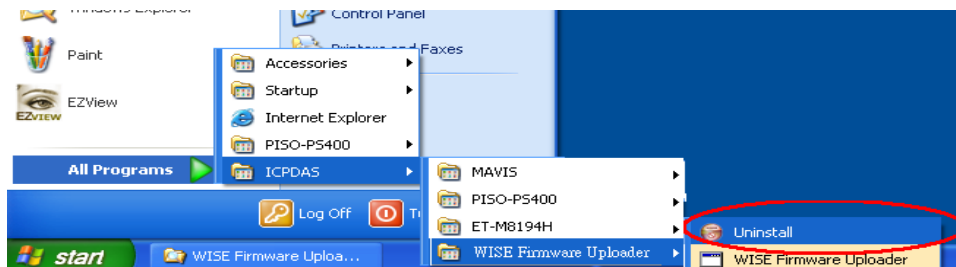 Windows Explorer
Control Panel
Printers and Faxes
Paint
Accessories
Startup
EZView
EZVIEW
Internet Explorer
PISO-PS400
All Programs
ICPDAS
MAVIS
PISO-PS400
Log Off
ET-M8194H
Uninstall
start
WISE Firmware Uploa...
WISE Firmware Uploader
WISE Firmware Uploader